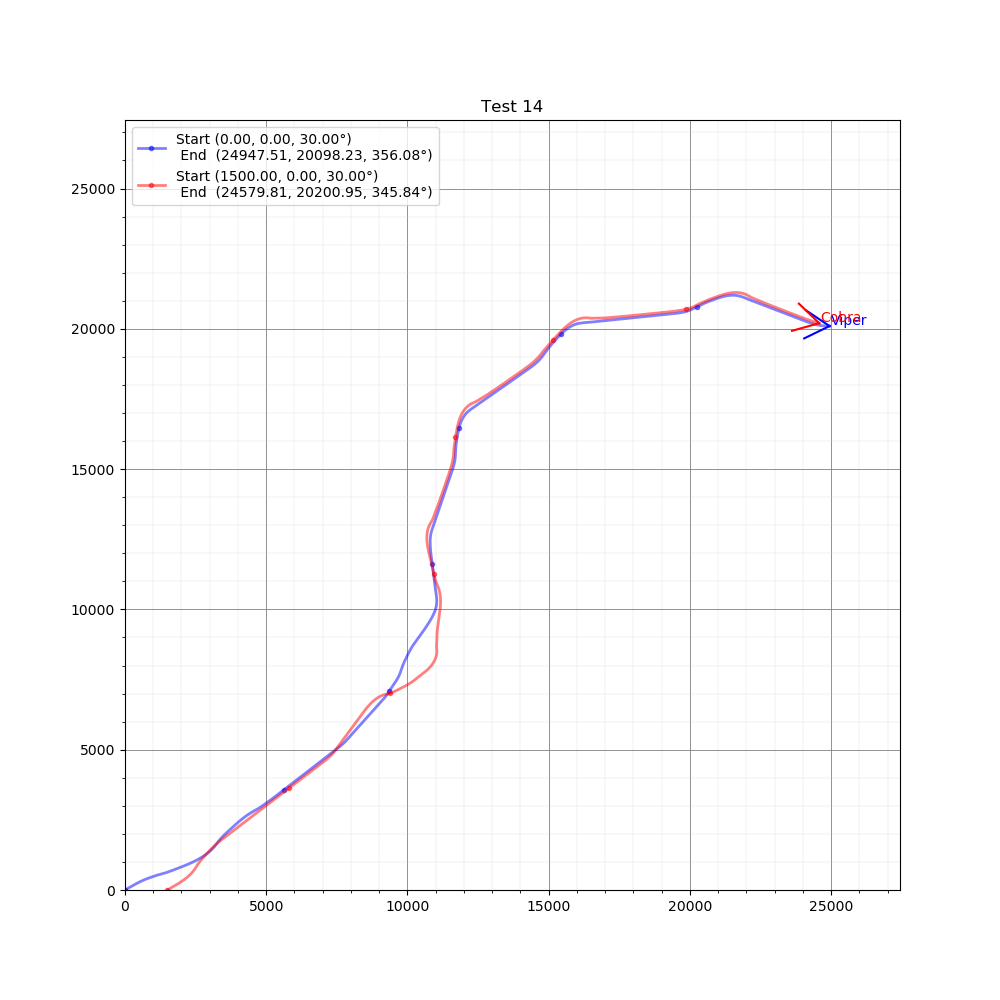 Test 14
Start (0.00, 0.00, 30.00°)
End  (24947.51, 20098.23, 356.08°)
Start (1500.00, 0.00, 30.00°)
End  (24579.81, 20200.95, 345.84°)
25000
20000
15000
10000
5000
0
Cobra
Viper
0 5000 10000 15000 20000 25000